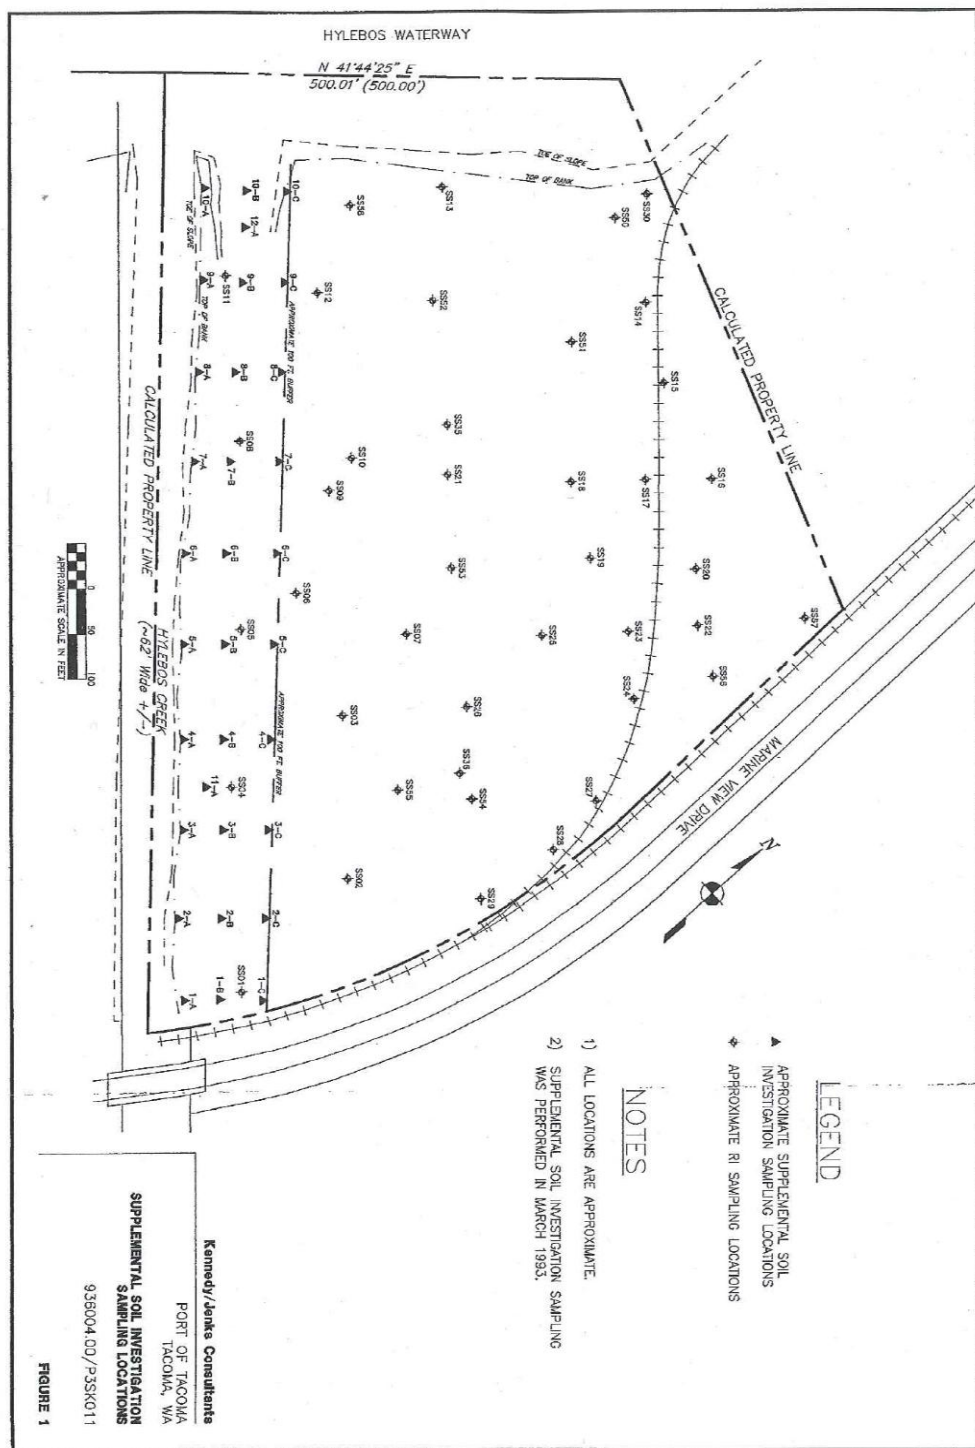 HYLEBOS WATERWAY
N 41°44'25" E
500.01' (500.00')
TOE OF SLOPE
TOP OF BANK
CALCULATED PROPERTY LINE
MARINE VIEW DRIVE
N
SS30
SS50
SS13
SS56
10-C
10-B
10-A
12-A
TOE OF SLOPE
SS14
SS52
SS12
9-C
9-B
SS11
9-A
TOP OF BANK
APPROXIMATE 100 FT. BUFFER
SS51
SS15
8-C
8-B
8-A
SS35
SS16
SS17
SS18
SS21
SS10
SS09
SS08
7-C
7-B
7-A
SS20
SS19
SS53
SS06
6-C
6-B
6-A
SS57
SS22
SS23
SS25
SS07
SS05
5-C
5-B
5-A
SS58
SS24
SS26
SS03
APPROXIMATE 100 FT. BUFFER
4-C
4-B
4-A
SS27
SS36
SS54
SS55
SS04
11-A
3-C
3-B
3-A
SS28
SS29
SS02
2-C
2-B
2-A
SS01
1-C
1-B
1-A
CALCULATED PROPERTY LINE
HYLEBOS CREEK
(~62' Wide +/-)
0 50 100
APPROXIMATE SCALE IN FEET
LEGEND
APPROXIMATE SUPPLEMENTAL SOIL
INVESTIGATION SAMPLING LOCATIONS
APPROXIMATE RI SAMPLING LOCATIONS
NOTES
1) ALL LOCATIONS ARE APPROXIMATE.
2) SUPPLEMENTAL SOIL INVESTIGATION SAMPLING
WAS PERFORMED IN MARCH 1993.
Kennedy/Jenks Consultants
PORT OF TACOMA
TACOMA, WA
SUPPLEMENTAL SOIL INVESTIGATION
SAMPLING LOCATIONS
936004.00/P3SK011
FIGURE 1